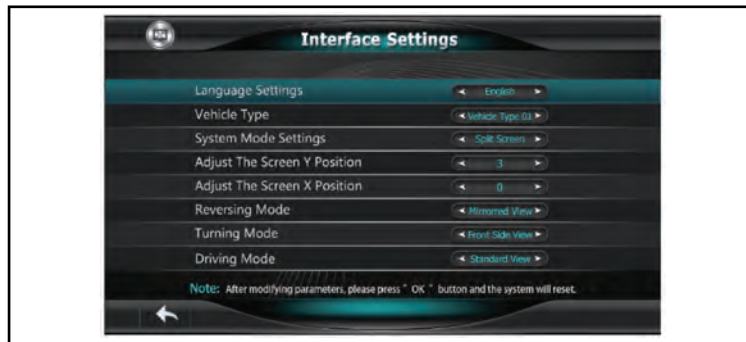 Interface Settings
Language Settings English
Vehicle Type Vehicle Type 01
System Mode Settings Split Screen
Adjust The Screen Y Position 3
Adjust The Screen X Position 0
Reversing Mode Mirrored View
Turning Mode Front Side View
Driving Mode Standard View
Note: After modifying parameters, please press " OK " button and the system will reset.